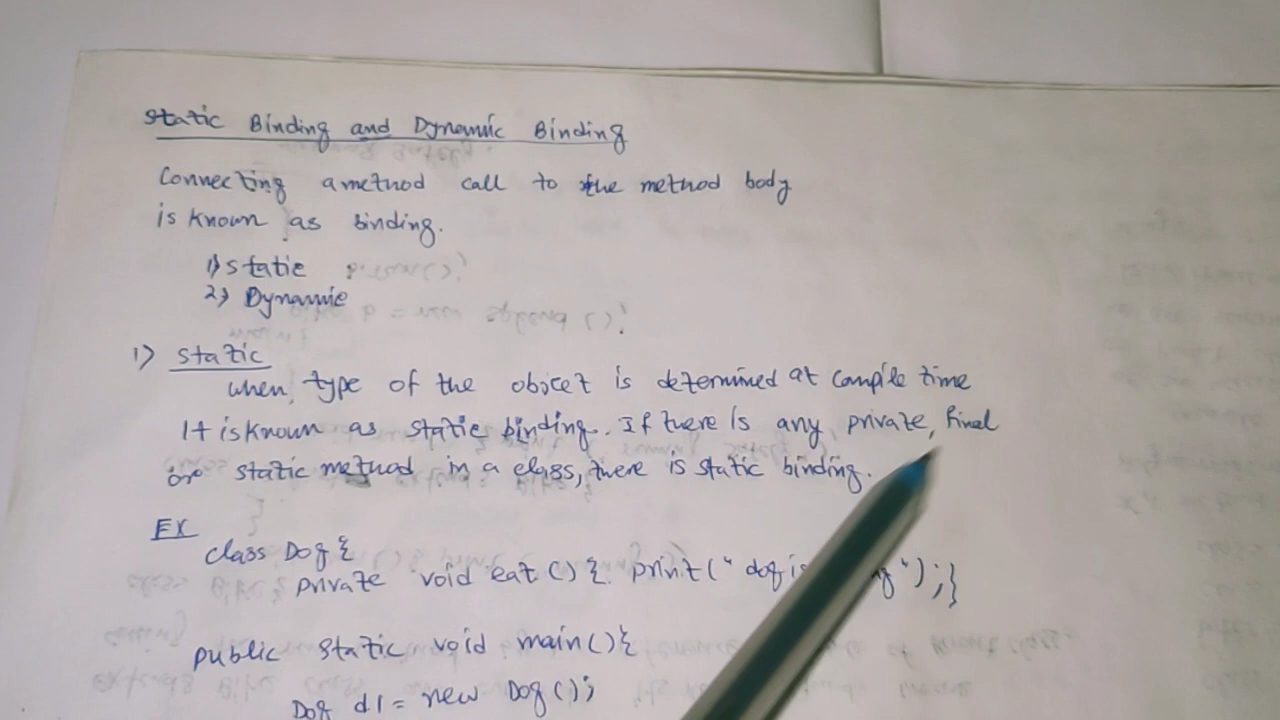 Static Binding and Dynamic Binding
Connecting a method call to the method body
is known as binding.
1) static
2) Dynamic
1) static
when type of the object is determined at compile time
It is known as static binding. If there is any private, final
or static method in a class, there is static binding.
EX
class Dog {
private void eat () { print (" dog is g " ) ; }
public static void main () {
Dog d1 = new Dog ();